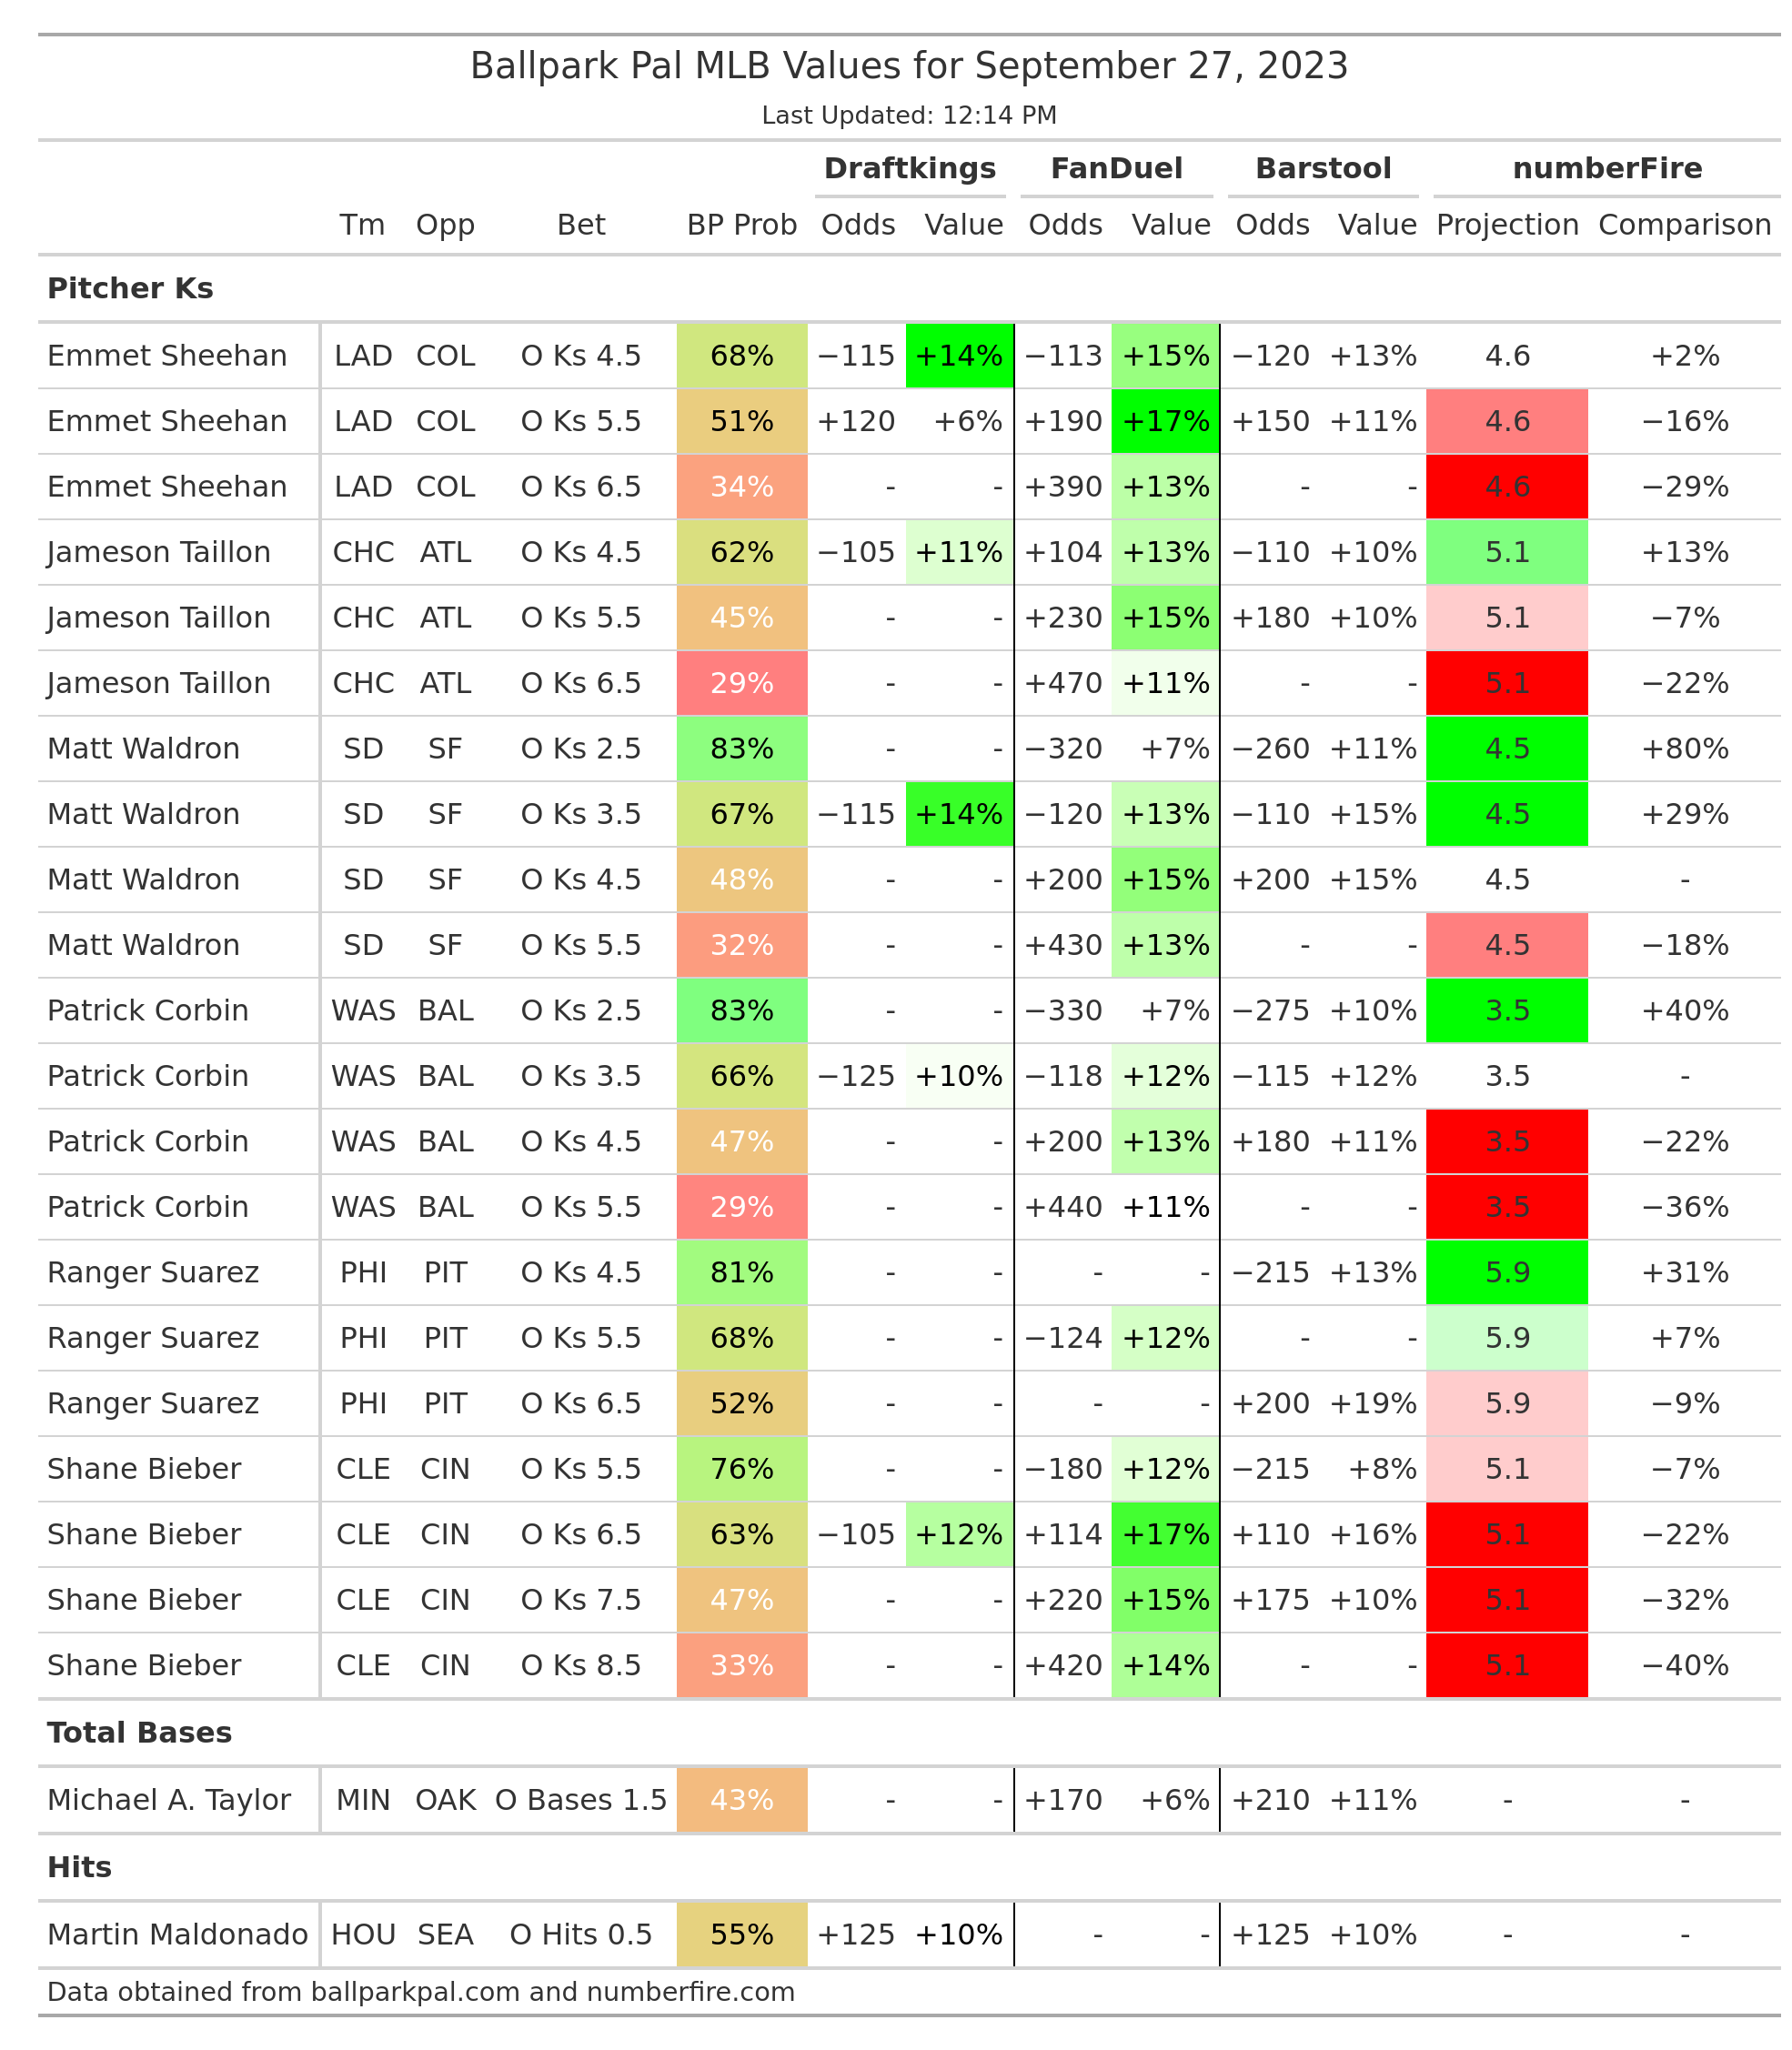 Ballpark Pal MLB Values for September 27, 2023
Last Updated: 12:14 PM
Draftkings FanDuel Barstool numberFire
Tm Opp Bet BP Prob Odds Value Odds Value Odds Value Projection Comparison
Pitcher Ks
Emmet Sheehan LAD COL O Ks 4.5 68% −115 +14% −113 +15% −120 +13% 4.6 +2%
Emmet Sheehan LAD COL O Ks 5.5 51% +120 +6% +190 +17% +150 +11% 4.6 −16%
Emmet Sheehan LAD COL O Ks 6.5 34% - - +390 +13% - - 4.6 −29%
Jameson Taillon CHC ATL O Ks 4.5 62% −105 +11% +104 +13% −110 +10% 5.1 +13%
Jameson Taillon CHC ATL O Ks 5.5 45% - - +230 +15% +180 +10% 5.1 −7%
Jameson Taillon CHC ATL O Ks 6.5 29% - - +470 +11% - - 5.1 −22%
Matt Waldron SD SF O Ks 2.5 83% - - −320 +7% −260 +11% 4.5 +80%
Matt Waldron SD SF O Ks 3.5 67% −115 +14% −120 +13% −110 +15% 4.5 +29%
Matt Waldron SD SF O Ks 4.5 48% - - +200 +15% +200 +15% 4.5 -
Matt Waldron SD SF O Ks 5.5 32% - - +430 +13% - - 4.5 −18%
Patrick Corbin WAS BAL O Ks 2.5 83% - - −330 +7% −275 +10% 3.5 +40%
Patrick Corbin WAS BAL O Ks 3.5 66% −125 +10% −118 +12% −115 +12% 3.5 -
Patrick Corbin WAS BAL O Ks 4.5 47% - - +200 +13% +180 +11% 3.5 −22%
Patrick Corbin WAS BAL O Ks 5.5 29% - - +440 +11% - - 3.5 −36%
Ranger Suarez PHI PIT O Ks 4.5 81% - - - - −215 +13% 5.9 +31%
Ranger Suarez PHI PIT O Ks 5.5 68% - - −124 +12% - - 5.9 +7%
Ranger Suarez PHI PIT O Ks 6.5 52% - - - - +200 +19% 5.9 −9%
Shane Bieber CLE CIN O Ks 5.5 76% - - −180 +12% −215 +8% 5.1 −7%
Shane Bieber CLE CIN O Ks 6.5 63% −105 +12% +114 +17% +110 +16% 5.1 −22%
Shane Bieber CLE CIN O Ks 7.5 47% - - +220 +15% +175 +10% 5.1 −32%
Shane Bieber CLE CIN O Ks 8.5 33% - - +420 +14% - - 5.1 −40%
Total Bases
Michael A. Taylor MIN OAK O Bases 1.5 43% - - +170 +6% +210 +11% - -
Hits
Martin Maldonado HOU SEA O Hits 0.5 55% +125 +10% - - +125 +10% - -
Data obtained from ballparkpal.com and numberfire.com